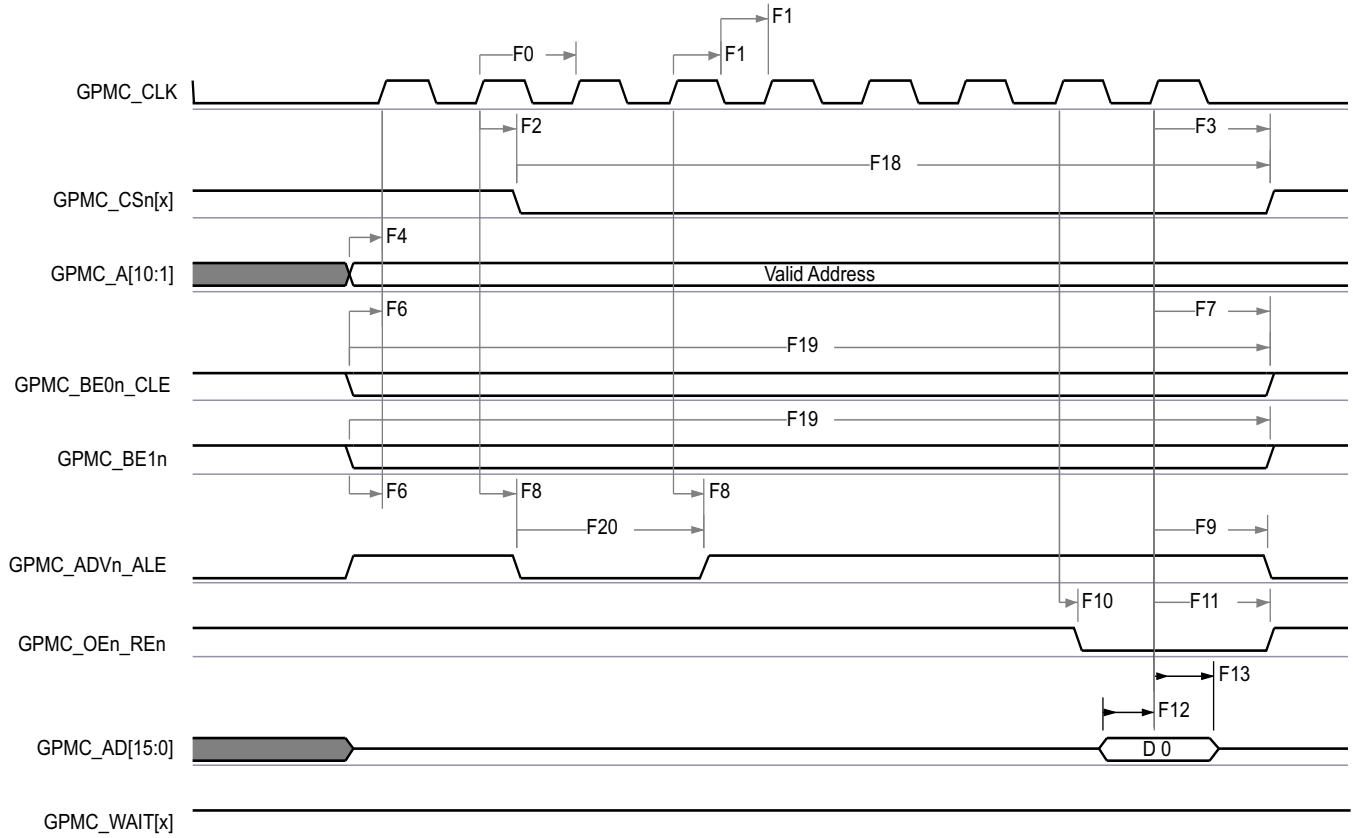 F1
F0
F1
GPMC_CLK
F2
F3
F18
GPMC_CSn[x]
F4
GPMC_A[10:1]
Valid Address
F6
F7
F19
GPMC_BE0n_CLE
F19
GPMC_BE1n
F6
F8
F8
F20
F9
GPMC_ADVn_ALE
F10
F11
GPMC_OEn_REn
F13
F12
GPMC_AD[15:0]
D 0
GPMC_WAIT[x]